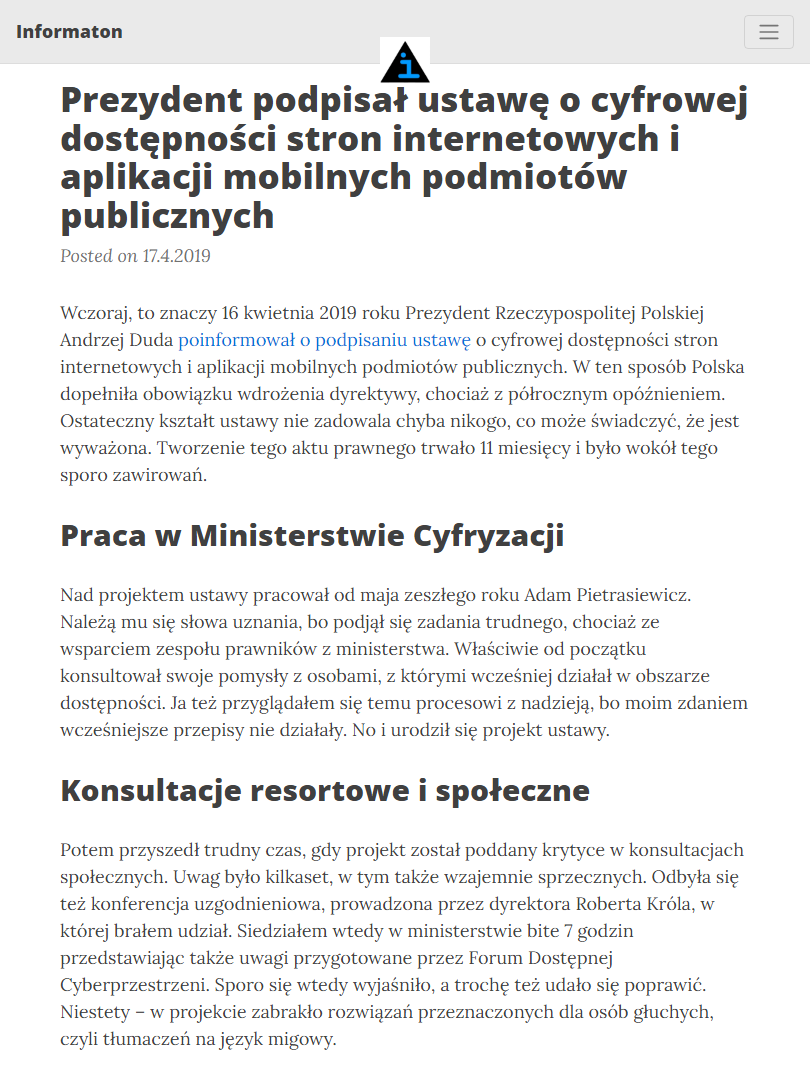 Informaton
i
Prezydent podpisał ustawę o cyfrowej
dostępności stron internetowych i
aplikacji mobilnych podmiotów
publicznych
Posted on 17.4.2019
Wczoraj, to znaczy 16 kwietnia 2019 roku Prezydent Rzeczypospolitej Polskiej
Andrzej Duda poinformował o podpisaniu ustawę o cyfrowej dostępności stron
internetowych i aplikacji mobilnych podmiotów publicznych. W ten sposób Polska
dopełniła obowiązku wdrożenia dyrektywy, chociaż z półrocznym opóźnieniem.
Ostateczny kształt ustawy nie zadowala chyba nikogo, co może świadczyć, że jest
wyważona. Tworzenie tego aktu prawnego trwało 11 miesięcy i było wokół tego
sporo zawirowań.
Praca w Ministerstwie Cyfryzacji
Nad projektem ustawy pracował od maja zeszłego roku Adam Pietrasiewicz.
Należą mu się słowa uznania, bo podjął się zadania trudnego, chociaż ze
wsparciem zespołu prawników z ministerstwa. Właściwie od początku
konsultował swoje pomysły z osobami, z którymi wcześniej działał w obszarze
dostępności. Ja też przyglądałem się temu procesowi z nadzieją, bo moim zdaniem
wcześniejsze przepisy nie działały. No i urodził się projekt ustawy.
Konsultacje resortowe i społeczne
Potem przyszedł trudny czas, gdy projekt został poddany krytyce w konsultacjach
społecznych. Uwag było kilkaset, w tym także wzajemnie sprzecznych. Odbyła się
też konferencja uzgodnieniowa, prowadzona przez dyrektora Roberta Króla, w
której brałem udział. Siedziałem wtedy w ministerstwie bite 7 godzin
przedstawiając także uwagi przygotowane przez Forum Dostępnej
Cyberprzestrzeni. Sporo się wtedy wyjaśniło, a trochę też udało się poprawić.
Niestety – w projekcie zabrakło rozwiązań przeznaczonych dla osób głuchych,
czyli tłumaczeń na język migowy.